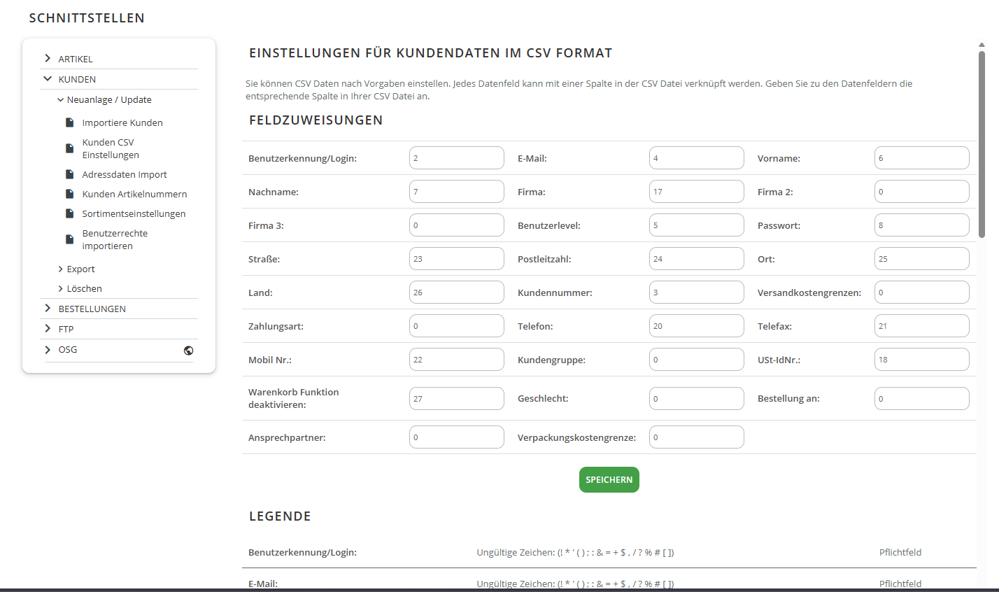 SCHNITTSTELLEN
ARTIKEL
KUNDEN
Neuanlage / Update
Importiere Kunden
Kunden CSV
Einstellungen
Adressdaten Import
Kunden Artikelnummern
Sortimentseinstellungen
Benutzerrechte
importieren
Export
Löschen
BESTELLUNGEN
FTP
OSG
EINSTELLUNGEN FÜR KUNDENDATEN IM CSV FORMAT
Sie können CSV Daten nach Vorgaben einstellen. Jedes Datenfeld kann mit einer Spalte in der CSV Datei verknüpft werden. Geben Sie zu den Datenfeldern die
entsprechende Spalte in Ihrer CSV Datei an.
FELDZUWEISUNGEN
Benutzerkennung/Login: 2 E-Mail: 4 Vorname: 6
Nachname: 7 Firma: 17 Firma 2: 0
Firma 3: 0 Benutzerlevel: 5 Passwort: 8
Straße: 23 Postleitzahl: 24 Ort: 25
Land: 26 Kundennummer: 3 Versandkostengrenzen: 0
Zahlungsart: 0 Telefon: 20 Telefax: 21
Mobil Nr.: 22 Kundengruppe: 0 USt-IdNr.: 18
Warenkorb Funktion
deaktivieren: 27 Geschlecht: 0 Bestellung an: 0
Ansprechpartner: 0 Verpackungskostengrenze: 0
SPEICHERN
LEGENDE
Benutzerkennung/Login: Ungültige Zeichen: (! * ' ( ) ; : & = + $ , / ? % # [ ]) Pflichtfeld
E-Mail: Ungültige Zeichen: (! * ' ( ) ; : & = + $ , / ? % # [ ]) Pflichtfeld